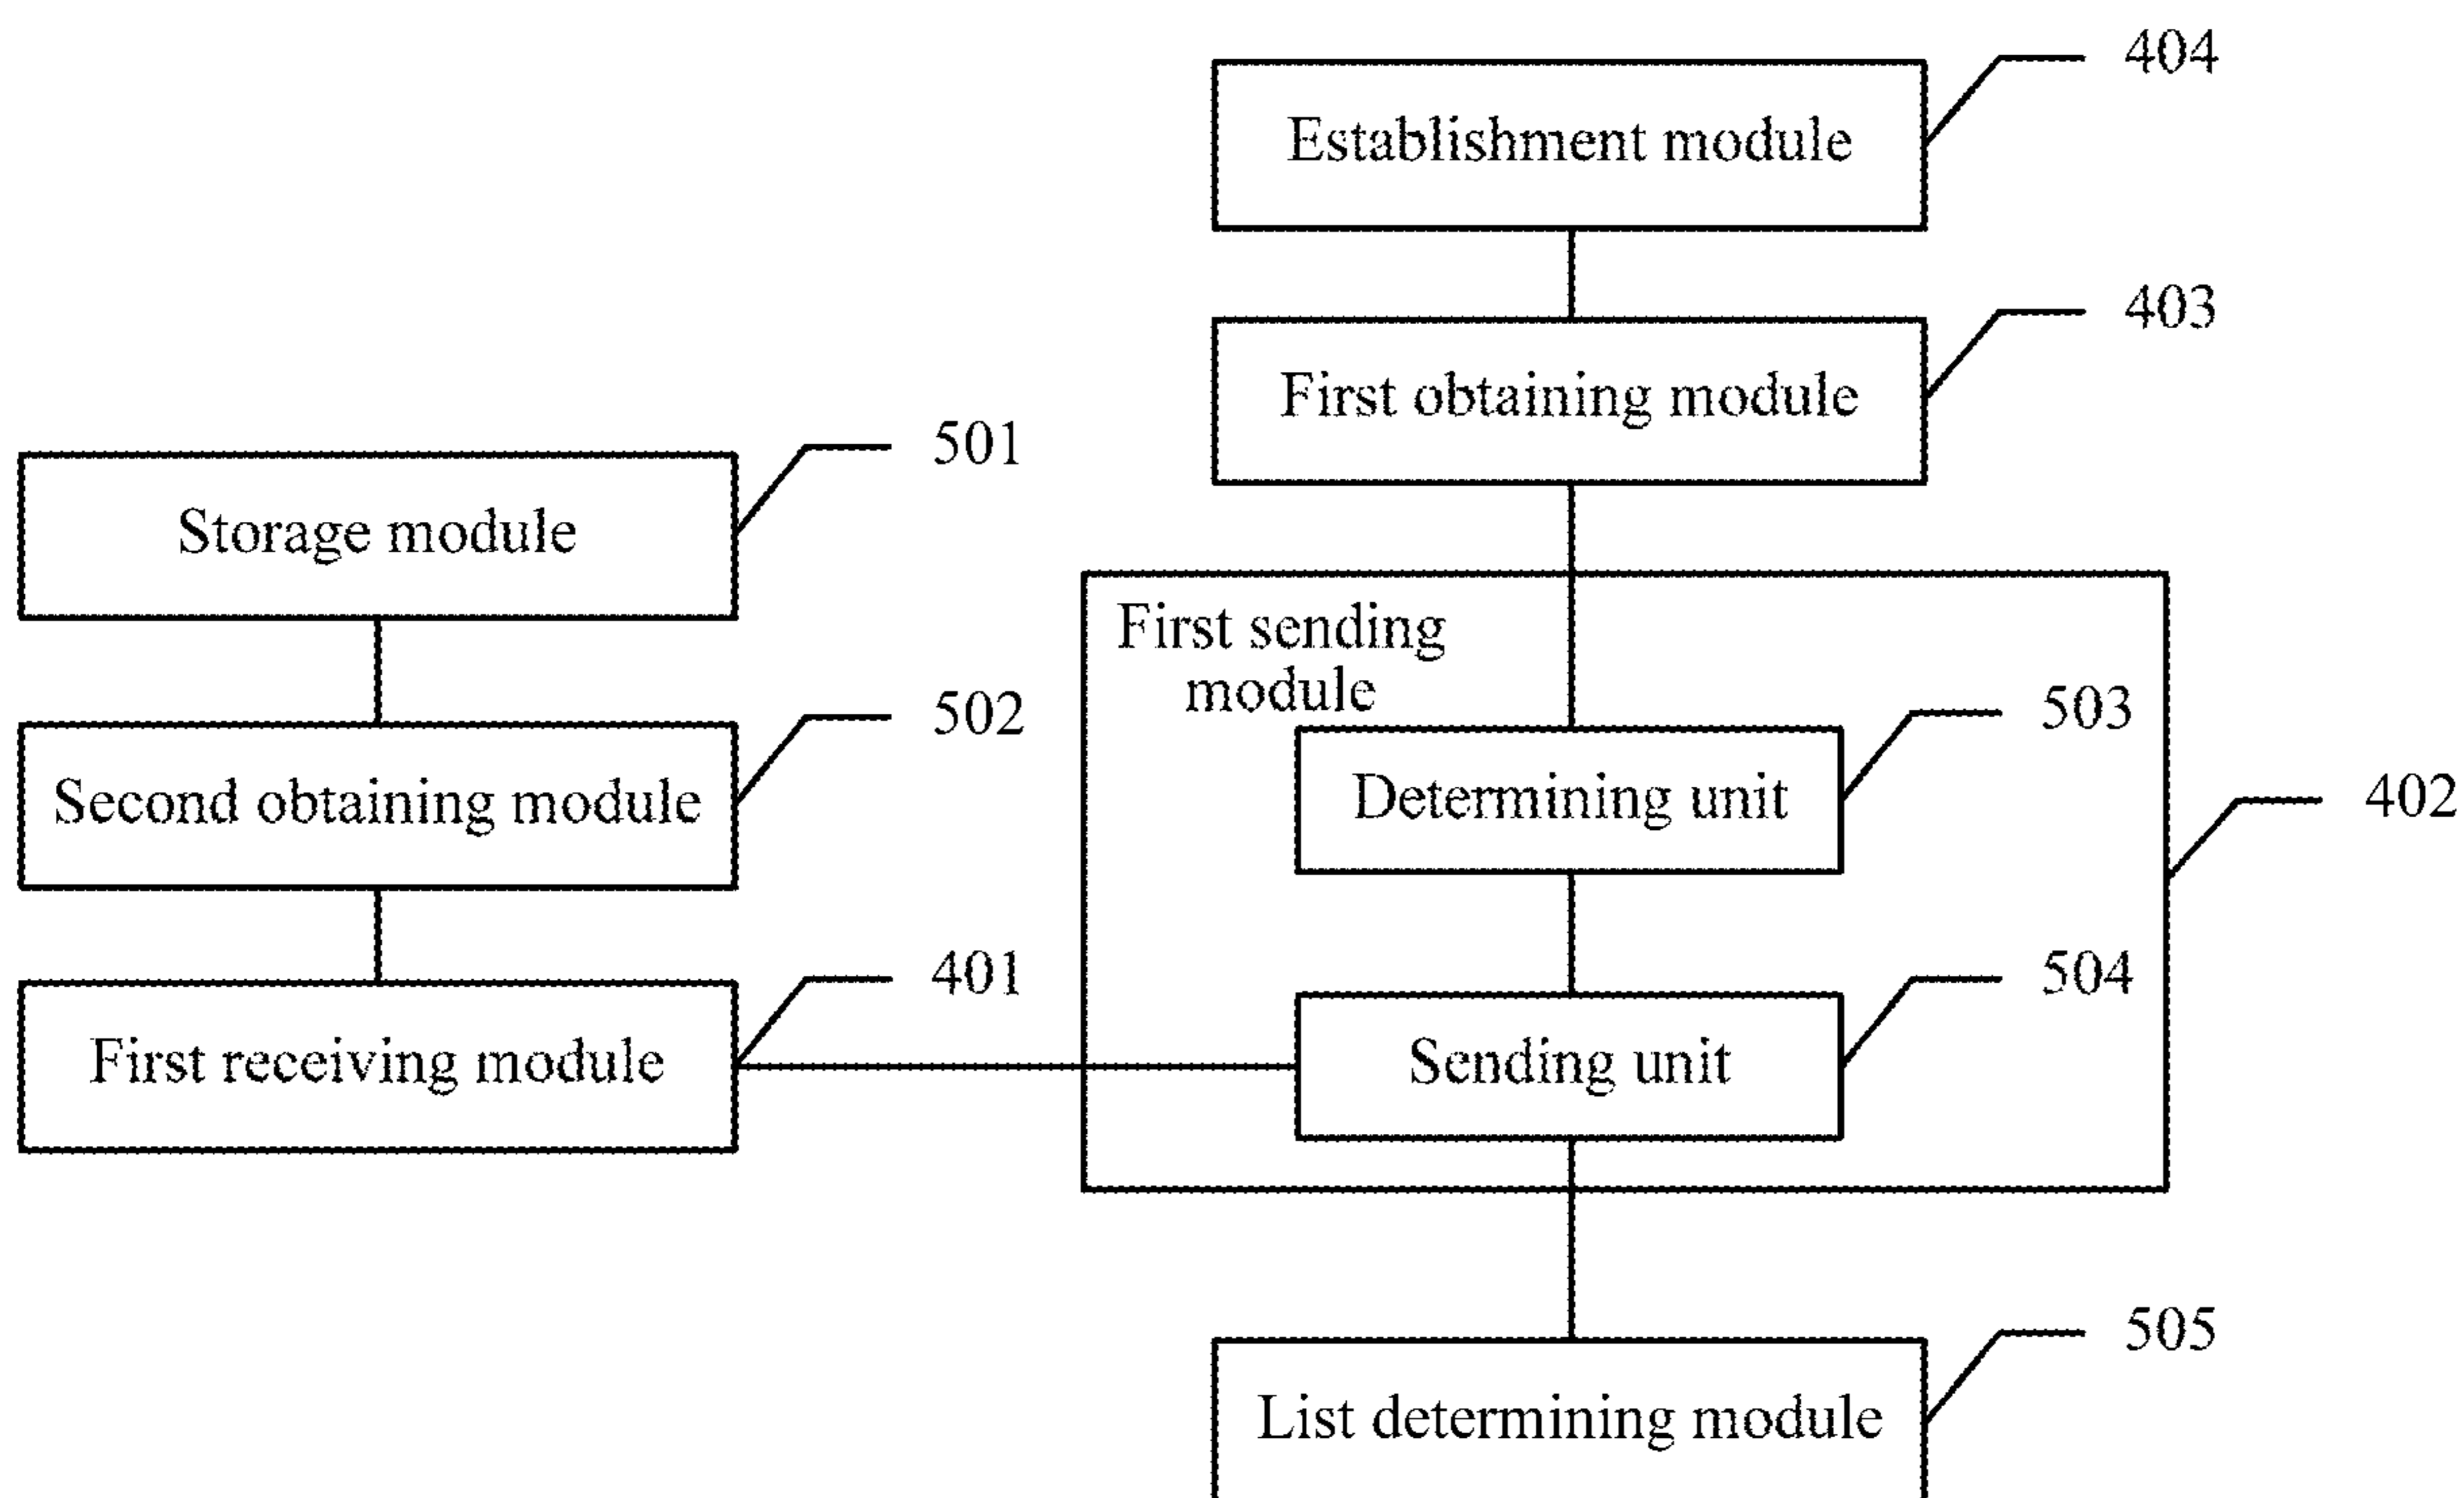 404
Establishment module
403
First obtaining module
501
Storage module
First sending
module
502
503
Second obtaining module
Determining unit
402
401
504
First receiving module
Sending unit
505
List determining module